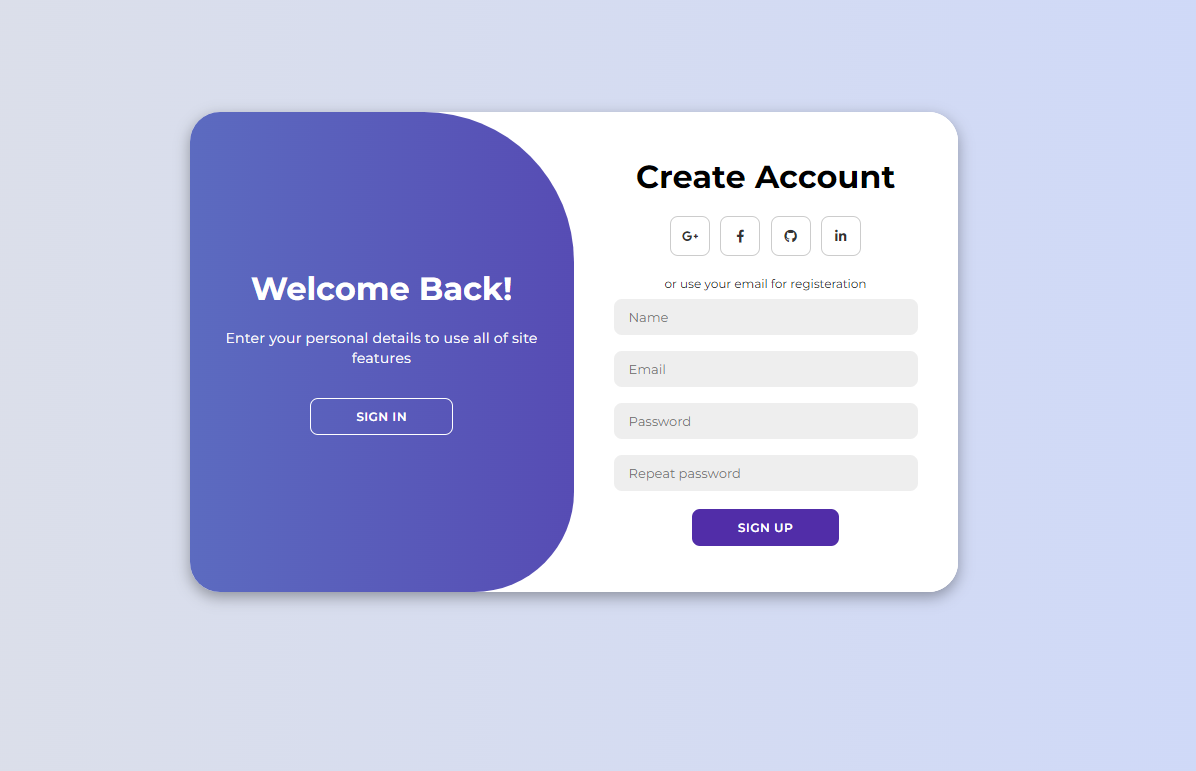 Welcome Back!
Enter your personal details to use all of site
features
SIGN IN
Create Account
G+
f
in
or use your email for registeration
Name
Email
Password
Repeat password
SIGN UP